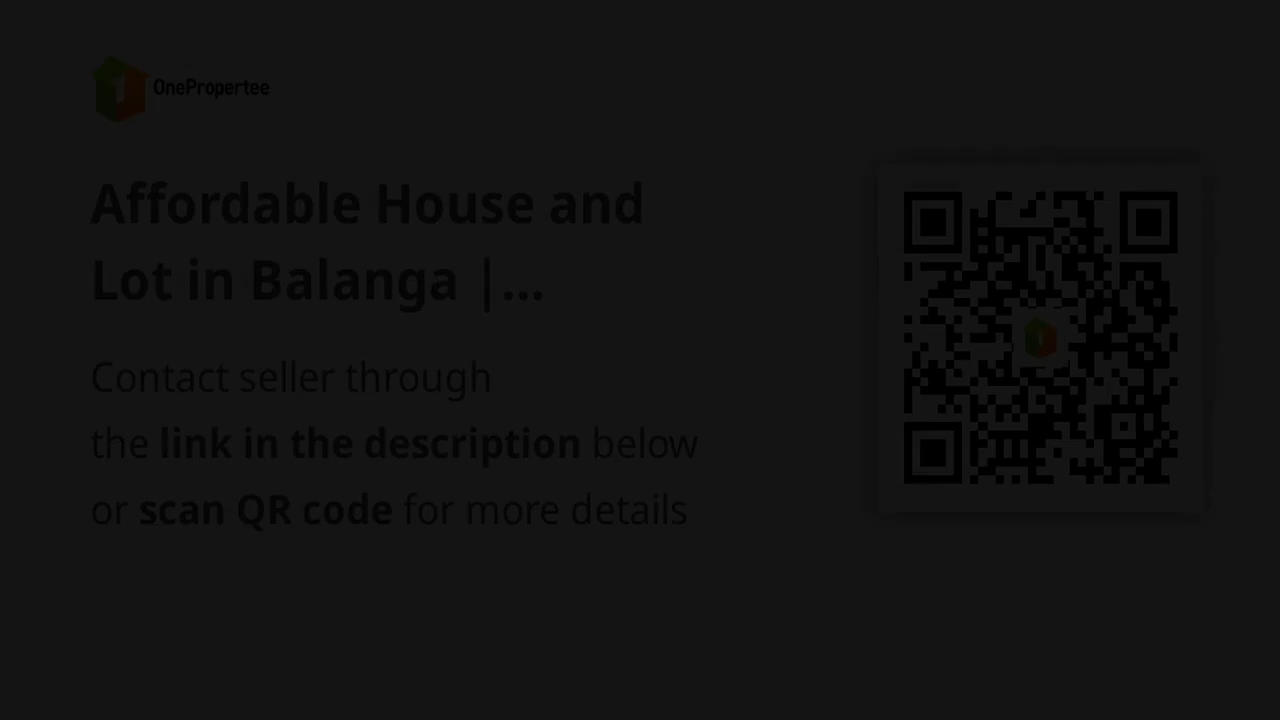 OnePropertee
Affordable House and
Lot in Balanga |...
Contact seller through
the link in the description below
or scan QR code for more details